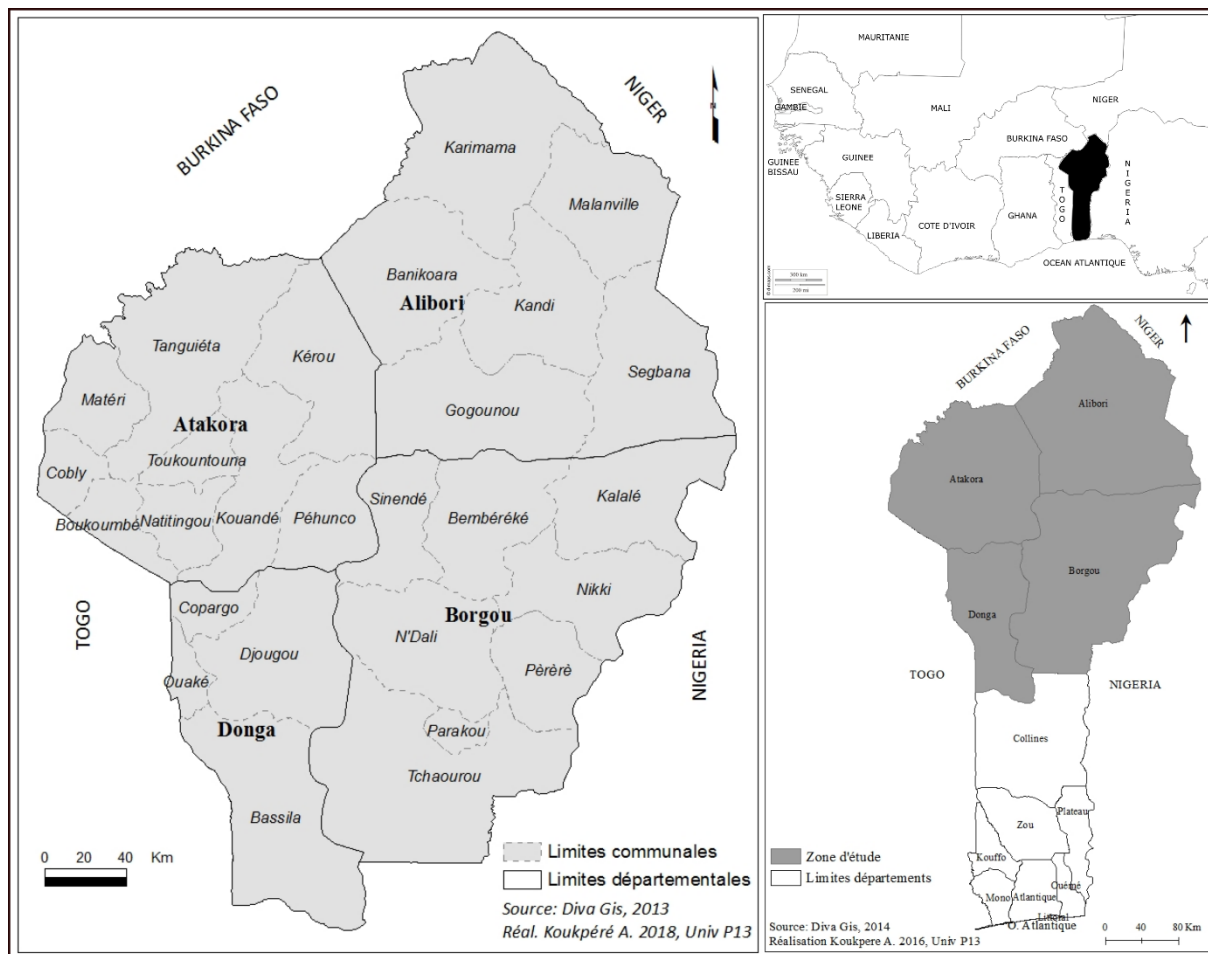 BURKINA FASO
NIGER
Karimama
Malanville
Banikoara
Alibori
Kandi
Tanguiéta
Kérou
Segbana
Matéri
Gogounou
Atakora
Toukountouna
Cobly
Sinendé
Kalalé
Boukoumbé
Natitingou
Kouandé
Péhunco
Bembéréké
Nikki
Copargo
Borgou
TOGO
N'Dali
Djougou
Pèrèrè
NIGERIA
Ouaké
Donga
Parakou
Tchaourou
Bassila
0 20 40 Km
Limites communales
Limites départementales
Source: Diva Gis, 2013
Réal. Koukpéré A. 2018, Univ P13
MAURITANIE
SENEGAL
GAMBIE
MALI
NIGER
BURKINA FASO
GUINEE
BISSAU
GUINEE
SIERRA
LEONE
LIBERIA
COTE D'IVOIR
GHANA
TOGO
NIGERIA
OCEAN ATLANTIQUE
500 km
BURKINA FASO
NIGER
Alibori
Atakora
Borgou
Donga
TOGO
NIGERIA
Collines
Plateau
Zou
Kouffo
Zone d'étude
Limites départements
Ouémé
Mono
Atlantique
Littoral
O. Atlantique
Source: Diva Gis, 2014
Réalisation Koukpere A. 2016, Univ P13
0 40 80 Km